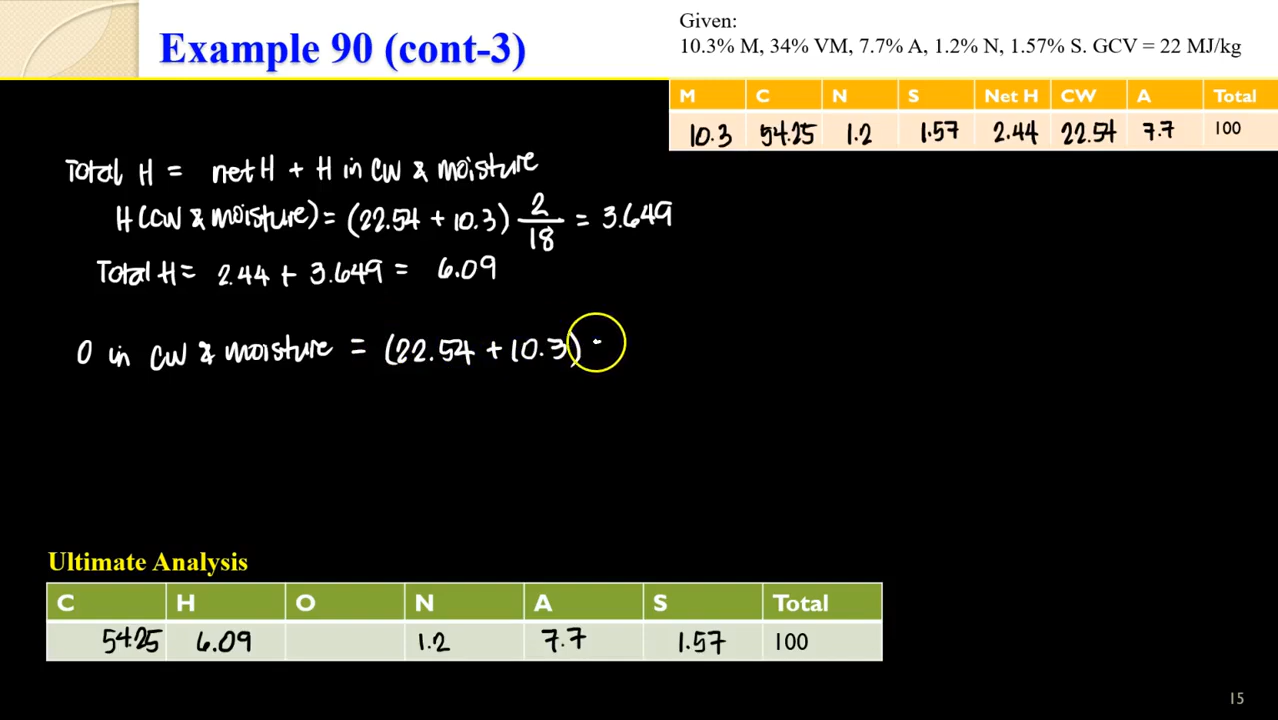 Example 90 (cont-3)
Given:
10.3% M, 34% VM, 7.7% A, 1.2% N, 1.57% S. GCV = 22 MJ/kg
M C N S Net H CW A Total
10.3 54.25 1.2 1.57 2.44 22.54 7.7 100
Total H = net H + H in CW & moisture
H (CW & moisture) = (22.54 + 10.3) 2/18 = 3.649
Total H = 2.44 + 3.649 = 6.09
O in CW & moisture = (22.54 + 10.3)
Ultimate Analysis
C H O N A S Total
54.25 6.09 1.2 7.7 1.57 100
15